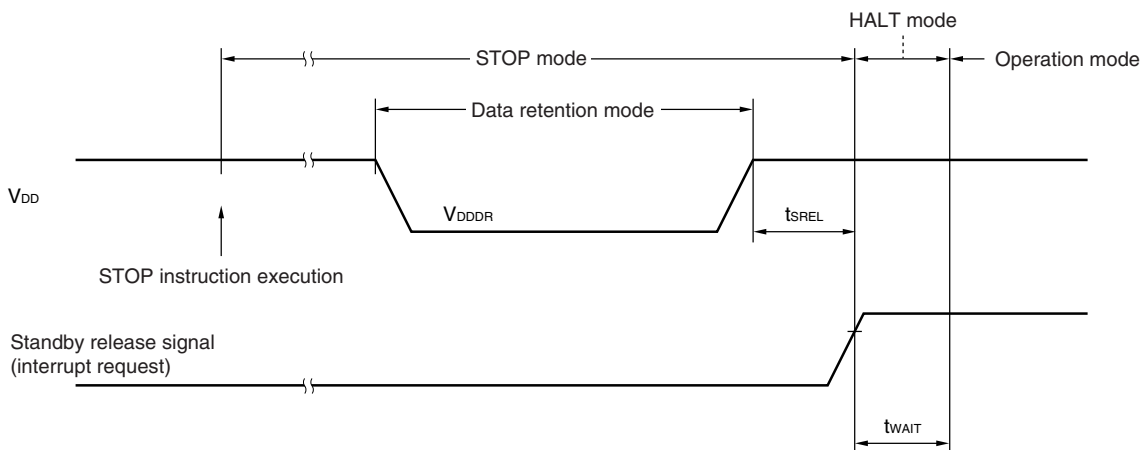 HALT mode
STOP mode
Operation mode
Data retention mode
VDD
VDDDR
tSREL
STOP instruction execution
Standby release signal
(interrupt request)
tWAIT